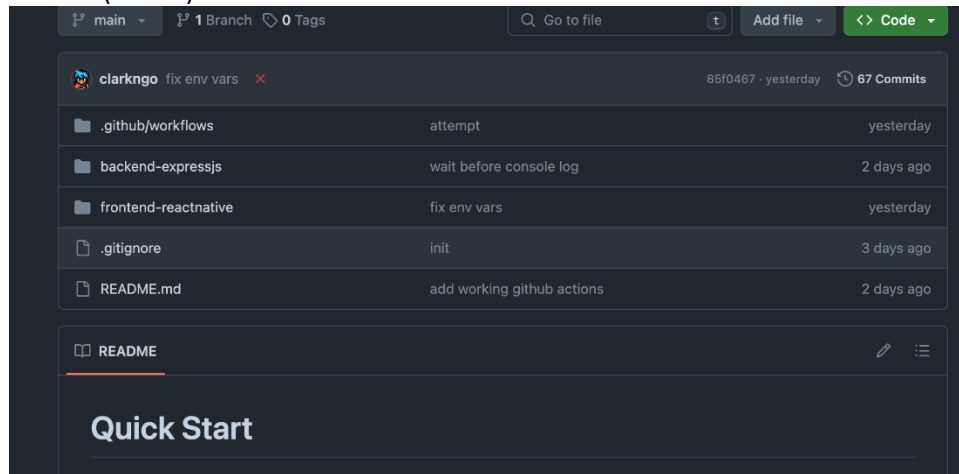 main 1 Branch 0 Tags Go to file t Add file <> Code
clarkngo fix env vars 85f0467 · yesterday 67 Commits
.github/workflows attempt yesterday
backend-expressjs wait before console log 2 days ago
frontend-reactnative fix env vars yesterday
.gitignore init 3 days ago
README.md add working github actions 2 days ago
README
Quick Start